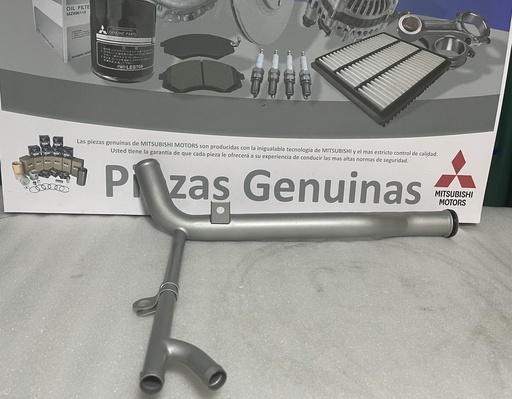 OIL FILTER
MITSUBISHI
GENUINE PARTS
Las piezas genuinas de MITSUBISHI MOTORS son producidas con la inigualable tecnología de MITSUBISHI y el mas estricto control de calidad.
Usted tiene la garantía de que cada pieza le ofrecerá a su experiencia de conducir las mas altas normas de seguridad.
Piezas Genuinas
MITSUBISHI
MOTORS